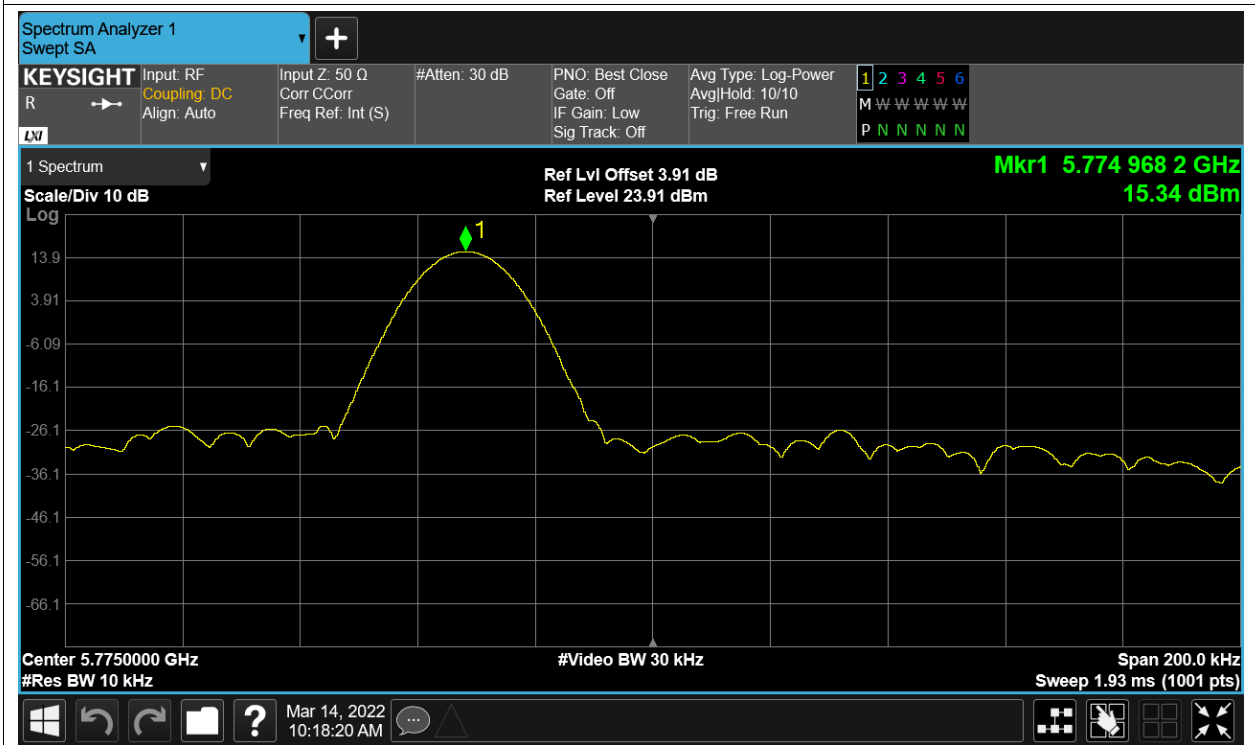 Spectrum Analyzer 1
Swept SA
KEYSIGHT
R
LXI
Input: RF
Coupling: DC
Align: Auto
Input Z: 50 Ω
Corr CCorr
Freq Ref: Int (S)
#Atten: 30 dB
PNO: Best Close
Gate: Off
IF Gain: Low
Sig Track: Off
Avg Type: Log-Power
Avg|Hold: 10/10
Trig: Free Run
1 2 3 4 5 6
M W W W W W
P N N N N N
1 Spectrum
Scale/Div 10 dB
Log
Ref Lvl Offset 3.91 dB
Ref Level 23.91 dBm
Mkr1 5.774 968 2 GHz
15.34 dBm
1
13.9
3.91
-6.09
-16.1
-26.1
-36.1
-46.1
-56.1
-66.1
Center 5.7750000 GHz
#Res BW 10 kHz
#Video BW 30 kHz
Span 200.0 kHz
Sweep 1.93 ms (1001 pts)
?
Mar 14, 2022
10:18:20 AM